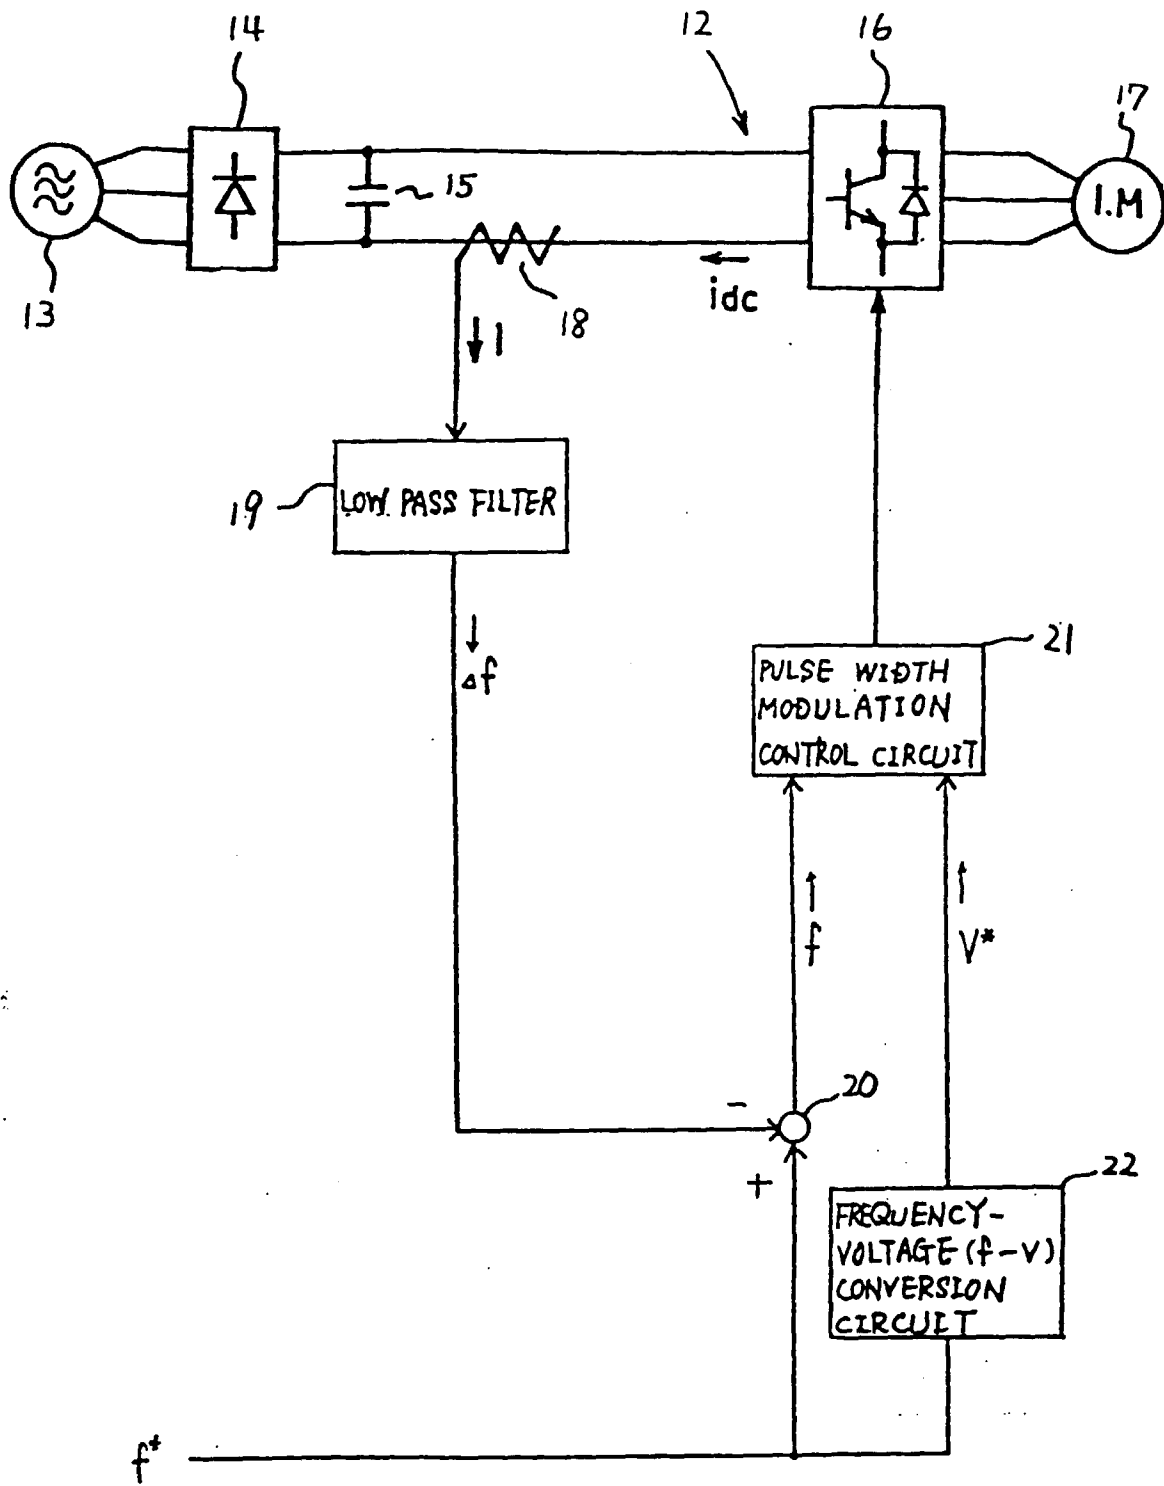 14
12
16
17
15
I.M
13
18
idc
I
19
LOW PASS FILTER
Δf
21
PULSE WIDTH
MODULATION
CONTROL CIRCUIT
f
V*
20
-
+
22
FREQUENCY-
VOLTAGE (f-V)
CONVERSION
CIRCUIT
f*